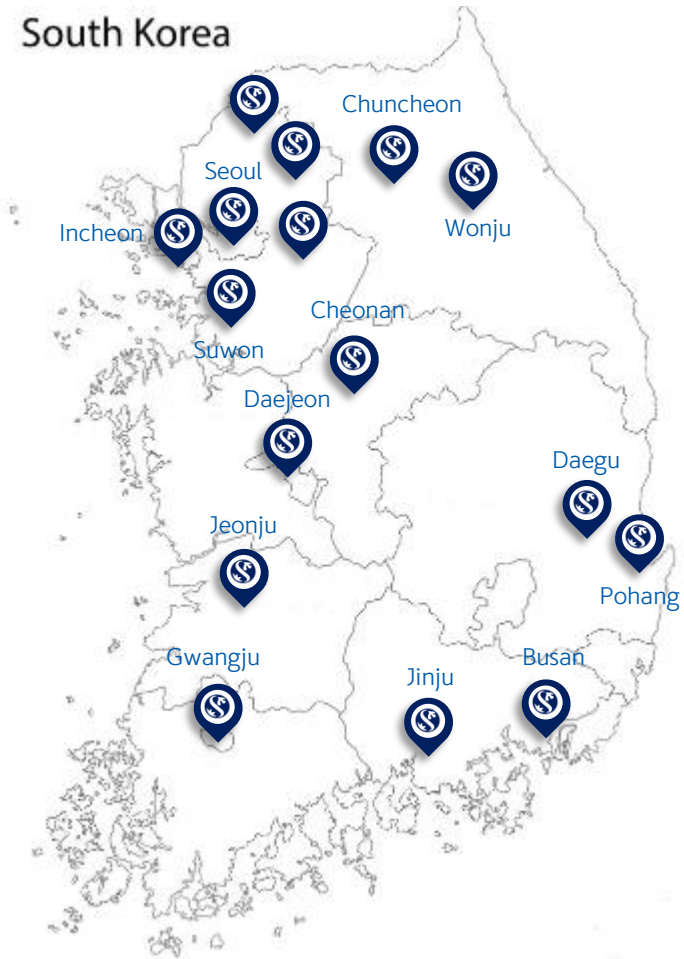 South Korea
Chuncheon
Seoul
Incheon
Wonju
Cheonan
Suwon
Daejeon
Daegu
Jeonju
Pohang
Gwangju
Busan
Jinju